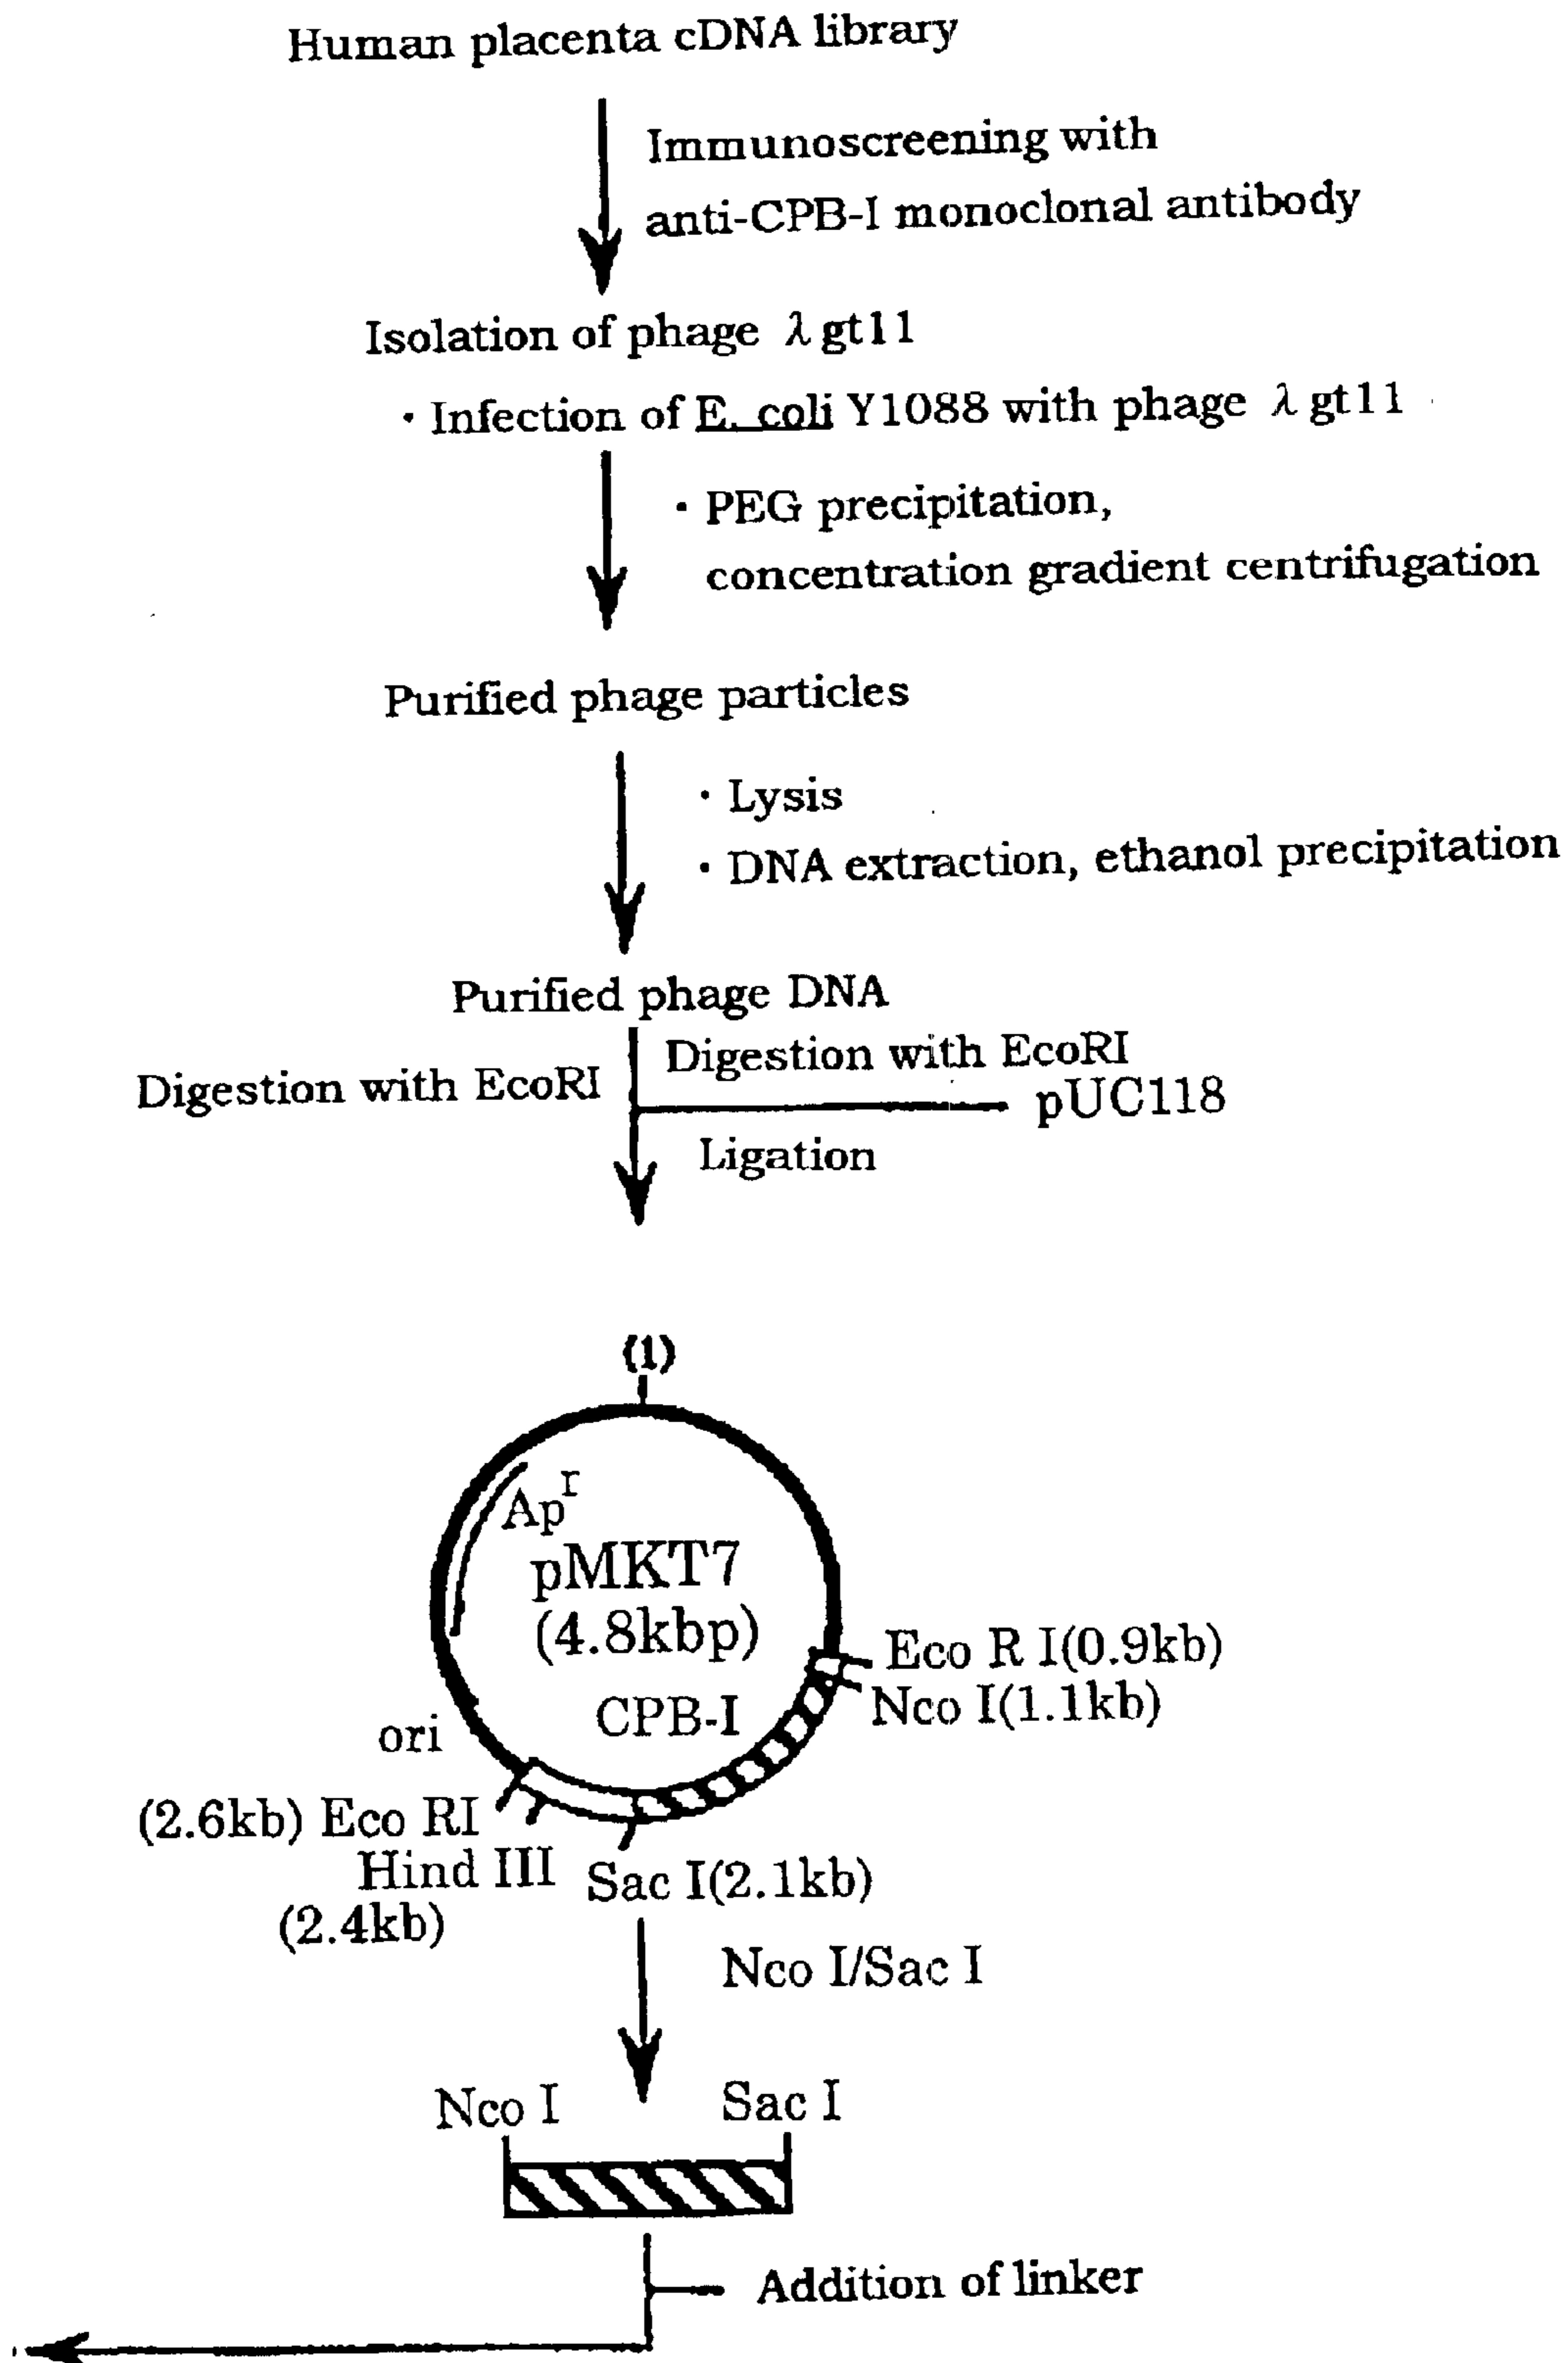 Human placenta cDNA library
Immunoscreening with
anti-CPB-I monoclonal antibody
Isolation of phage λ gt11
· Infection of E. coli Y1088 with phage λ gt11
· PEG precipitation,
concentration gradient centrifugation
Purified phage particles
· Lysis
· DNA extraction, ethanol precipitation
Purified phage DNA
Digestion with EcoRI
Digestion with EcoRI
pUC118
Ligation
(1)
Apʳ
pMKT7
(4.8kbp)
Eco R I(0.9kb)
Nco I(1.1kb)
CPB-I
ori
(2.6kb) Eco RI
Hind III
(2.4kb)
Sac I(2.1kb)
Nco I/Sac I
Nco I
Sac I
Addition of linker